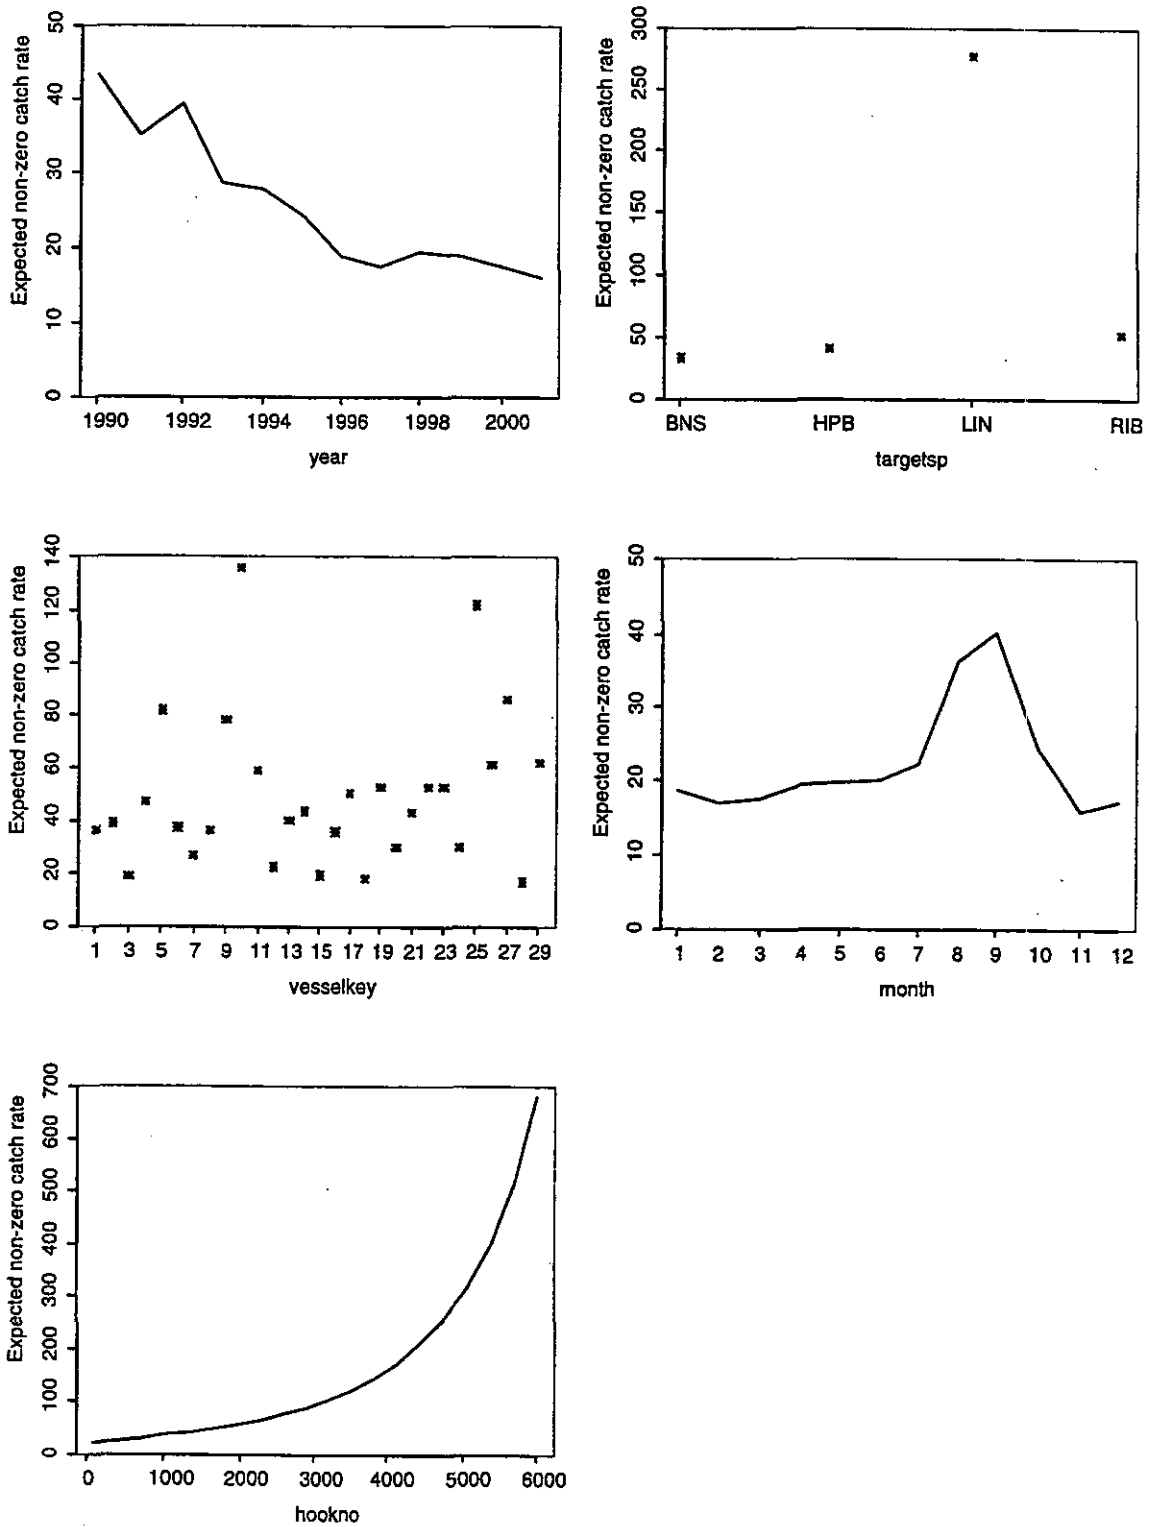 Expected non-zero catch rate
50
40
30
20
10
0
1990 1992 1994 1996 1998 2000
year
Expected non-zero catch rate
300
250
200
150
100
50
0
BNS HPB LIN RIB
targetsp
Expected non-zero catch rate
140
120
100
80
60
40
20
0
1 3 5 7 9 11 13 15 17 19 21 23 25 27 29
vesselkey
Expected non-zero catch rate
50
40
30
20
10
0
1 2 3 4 5 6 7 8 9 10 11 12
month
Expected non-zero catch rate
700
600
500
400
300
200
100
0
0 1000 2000 3000 4000 5000 6000
hookno